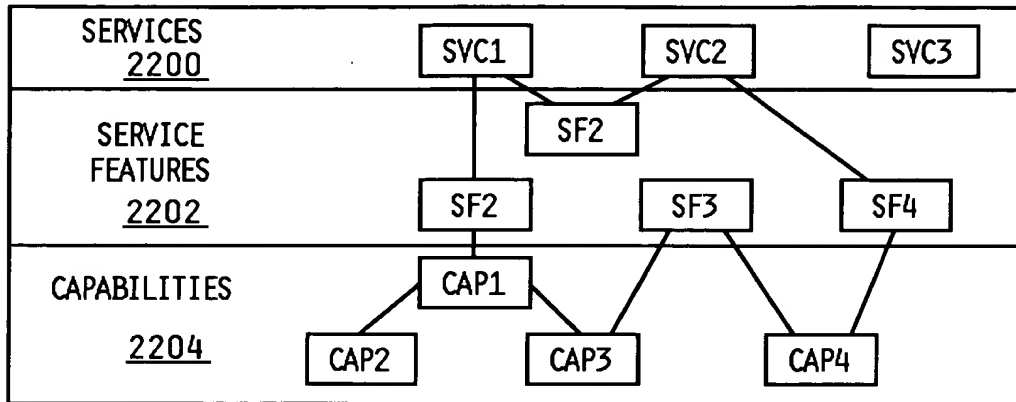 SERVICES
2200
SVC1
SVC2
SVC3
SERVICE
FEATURES
2202
SF2
SF2
SF3
SF4
CAPABILITIES
2204
CAP1
CAP2
CAP3
CAP4